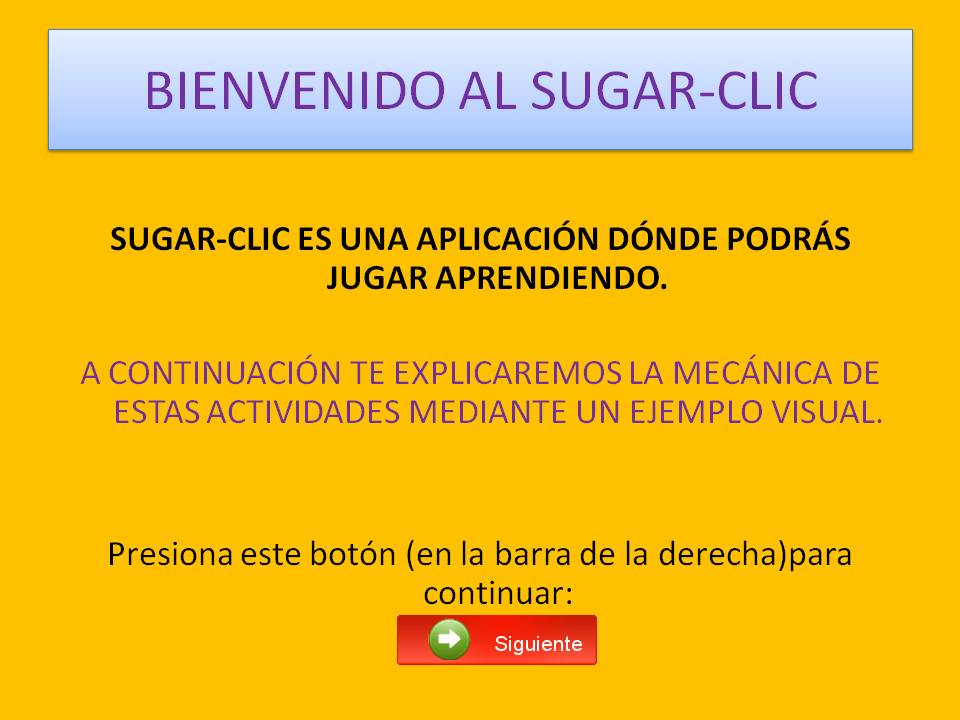 BIENVENIDO AL SUGAR-CLIC
SUGAR-CLIC ES UNA APLICACIÓN DÓNDE PODRÁS
JUGAR APRENDIENDO.
A CONTINUACIÓN TE EXPLICAREMOS LA MECÁNICA DE
ESTAS ACTIVIDADES MEDIANTE UN EJEMPLO VISUAL.
Presiona este botón (en la barra de la derecha)para
continuar:
Siguiente